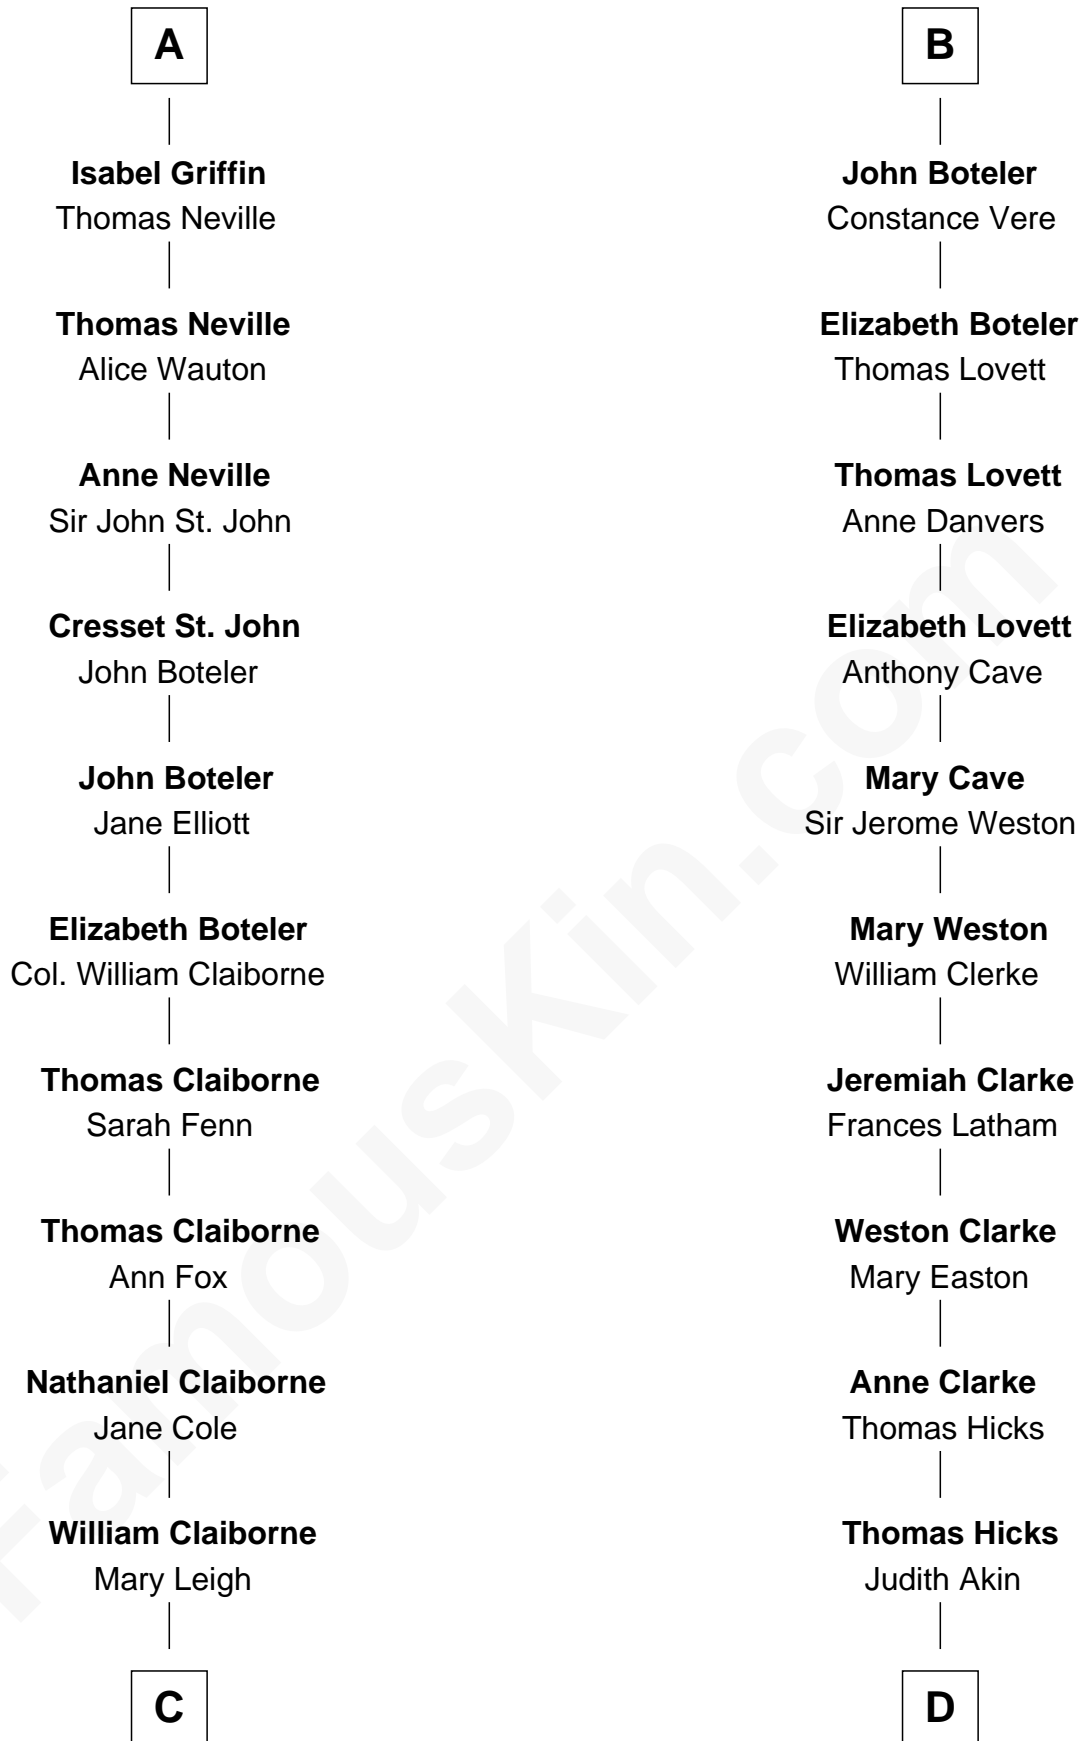 A
Isabel Griffin
Thomas Neville
Thomas Neville
Alice Wauton
Anne Neville
Sir John St. John
Cresset St. John
John Boteler
John Boteler
Jane Elliott
Elizabeth Boteler
Col. William Claiborne
Thomas Claiborne
Sarah Fenn
Thomas Claiborne
Ann Fox
Nathaniel Claiborne
Jane Cole
William Claiborne
Mary Leigh
C
B
John Boteler
Constance Vere
Elizabeth Boteler
Thomas Lovett
Thomas Lovett
Anne Danvers
Elizabeth Lovett
Anthony Cave
Mary Cave
Sir Jerome Weston
Mary Weston
William Clerke
Jeremiah Clarke
Frances Latham
Weston Clarke
Mary Easton
Anne Clarke
Thomas Hicks
Thomas Hicks
Judith Akin
D
FamousKin.com